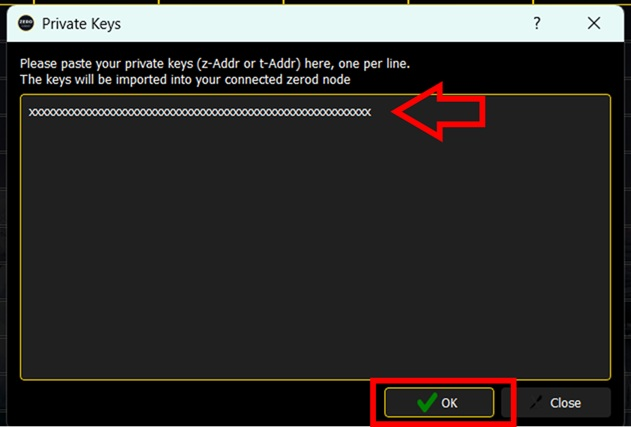 ZERO
Private Keys
?
Please paste your private keys (z-Addr or t-Addr) here, one per line.
The keys will be imported into your connected zerod node
OK
Close